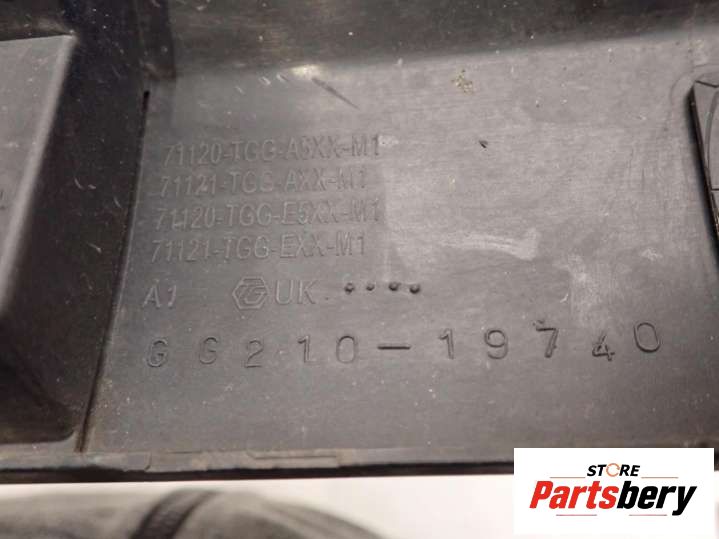 71120-TGG-A5XX-M1
71121-TGG-AXX-M1
71120-TGG-E5XX-M1
71121-TGG-EXX-M1
A1 UK
GG210-19740
STORE
Partsbery